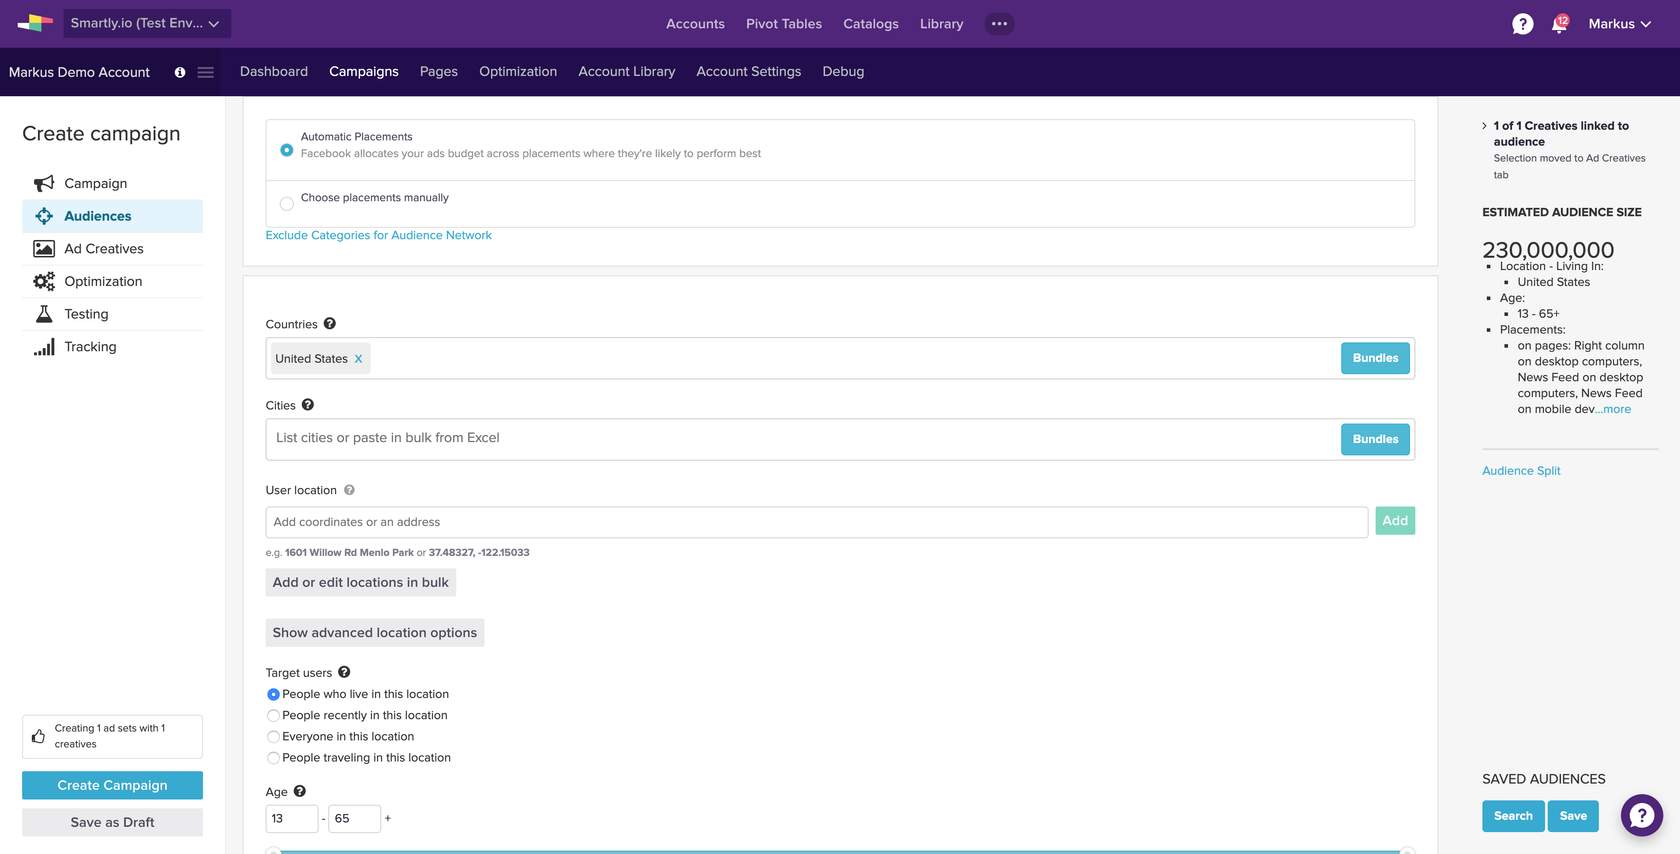 Smartly.io (Test Env...
Accounts
Pivot Tables
Catalogs
Library
12
Markus
Markus Demo Account
Dashboard
Campaigns
Pages
Optimization
Account Library
Account Settings
Debug
Create campaign
Campaign
Audiences
Ad Creatives
Optimization
Testing
Tracking
Creating 1 ad sets with 1
creatives
Create Campaign
Save as Draft
Automatic Placements
Facebook allocates your ads budget across placements where they're likely to perform best
Choose placements manually
Exclude Categories for Audience Network
Countries
United States X
Bundles
Cities
List cities or paste in bulk from Excel
Bundles
User location
Add coordinates or an address
Add
e.g. 1601 Willow Rd Menlo Park or 37.48327, -122.15033
Add or edit locations in bulk
Show advanced location options
Target users
People who live in this location
People recently in this location
Everyone in this location
People traveling in this location
Age
13 - 65 +
1 of 1 Creatives linked to
audience
Selection moved to Ad Creatives
tab
ESTIMATED AUDIENCE SIZE
230,000,000
Location - Living In:
United States
Age:
13 - 65+
Placements:
on pages: Right column
on desktop computers,
News Feed on desktop
computers, News Feed
on mobile dev...more
Audience Split
SAVED AUDIENCES
Search
Save